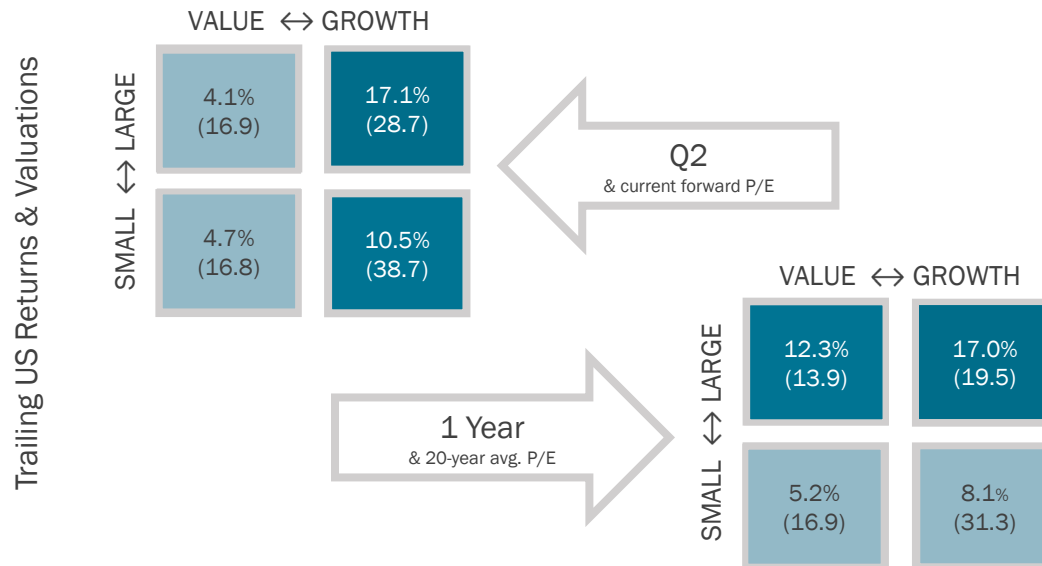 Trailing US Returns & Valuations
VALUE ↔ GROWTH
SMALL ↔ LARGE
4.1%
(16.9)
17.1%
(28.7)
4.7%
(16.8)
10.5%
(38.7)
Q2
& current forward P/E
1 Year
& 20-year avg. P/E
VALUE ↔ GROWTH
SMALL ↔ LARGE
12.3%
(13.9)
17.0%
(19.5)
5.2%
(16.9)
8.1%
(31.3)